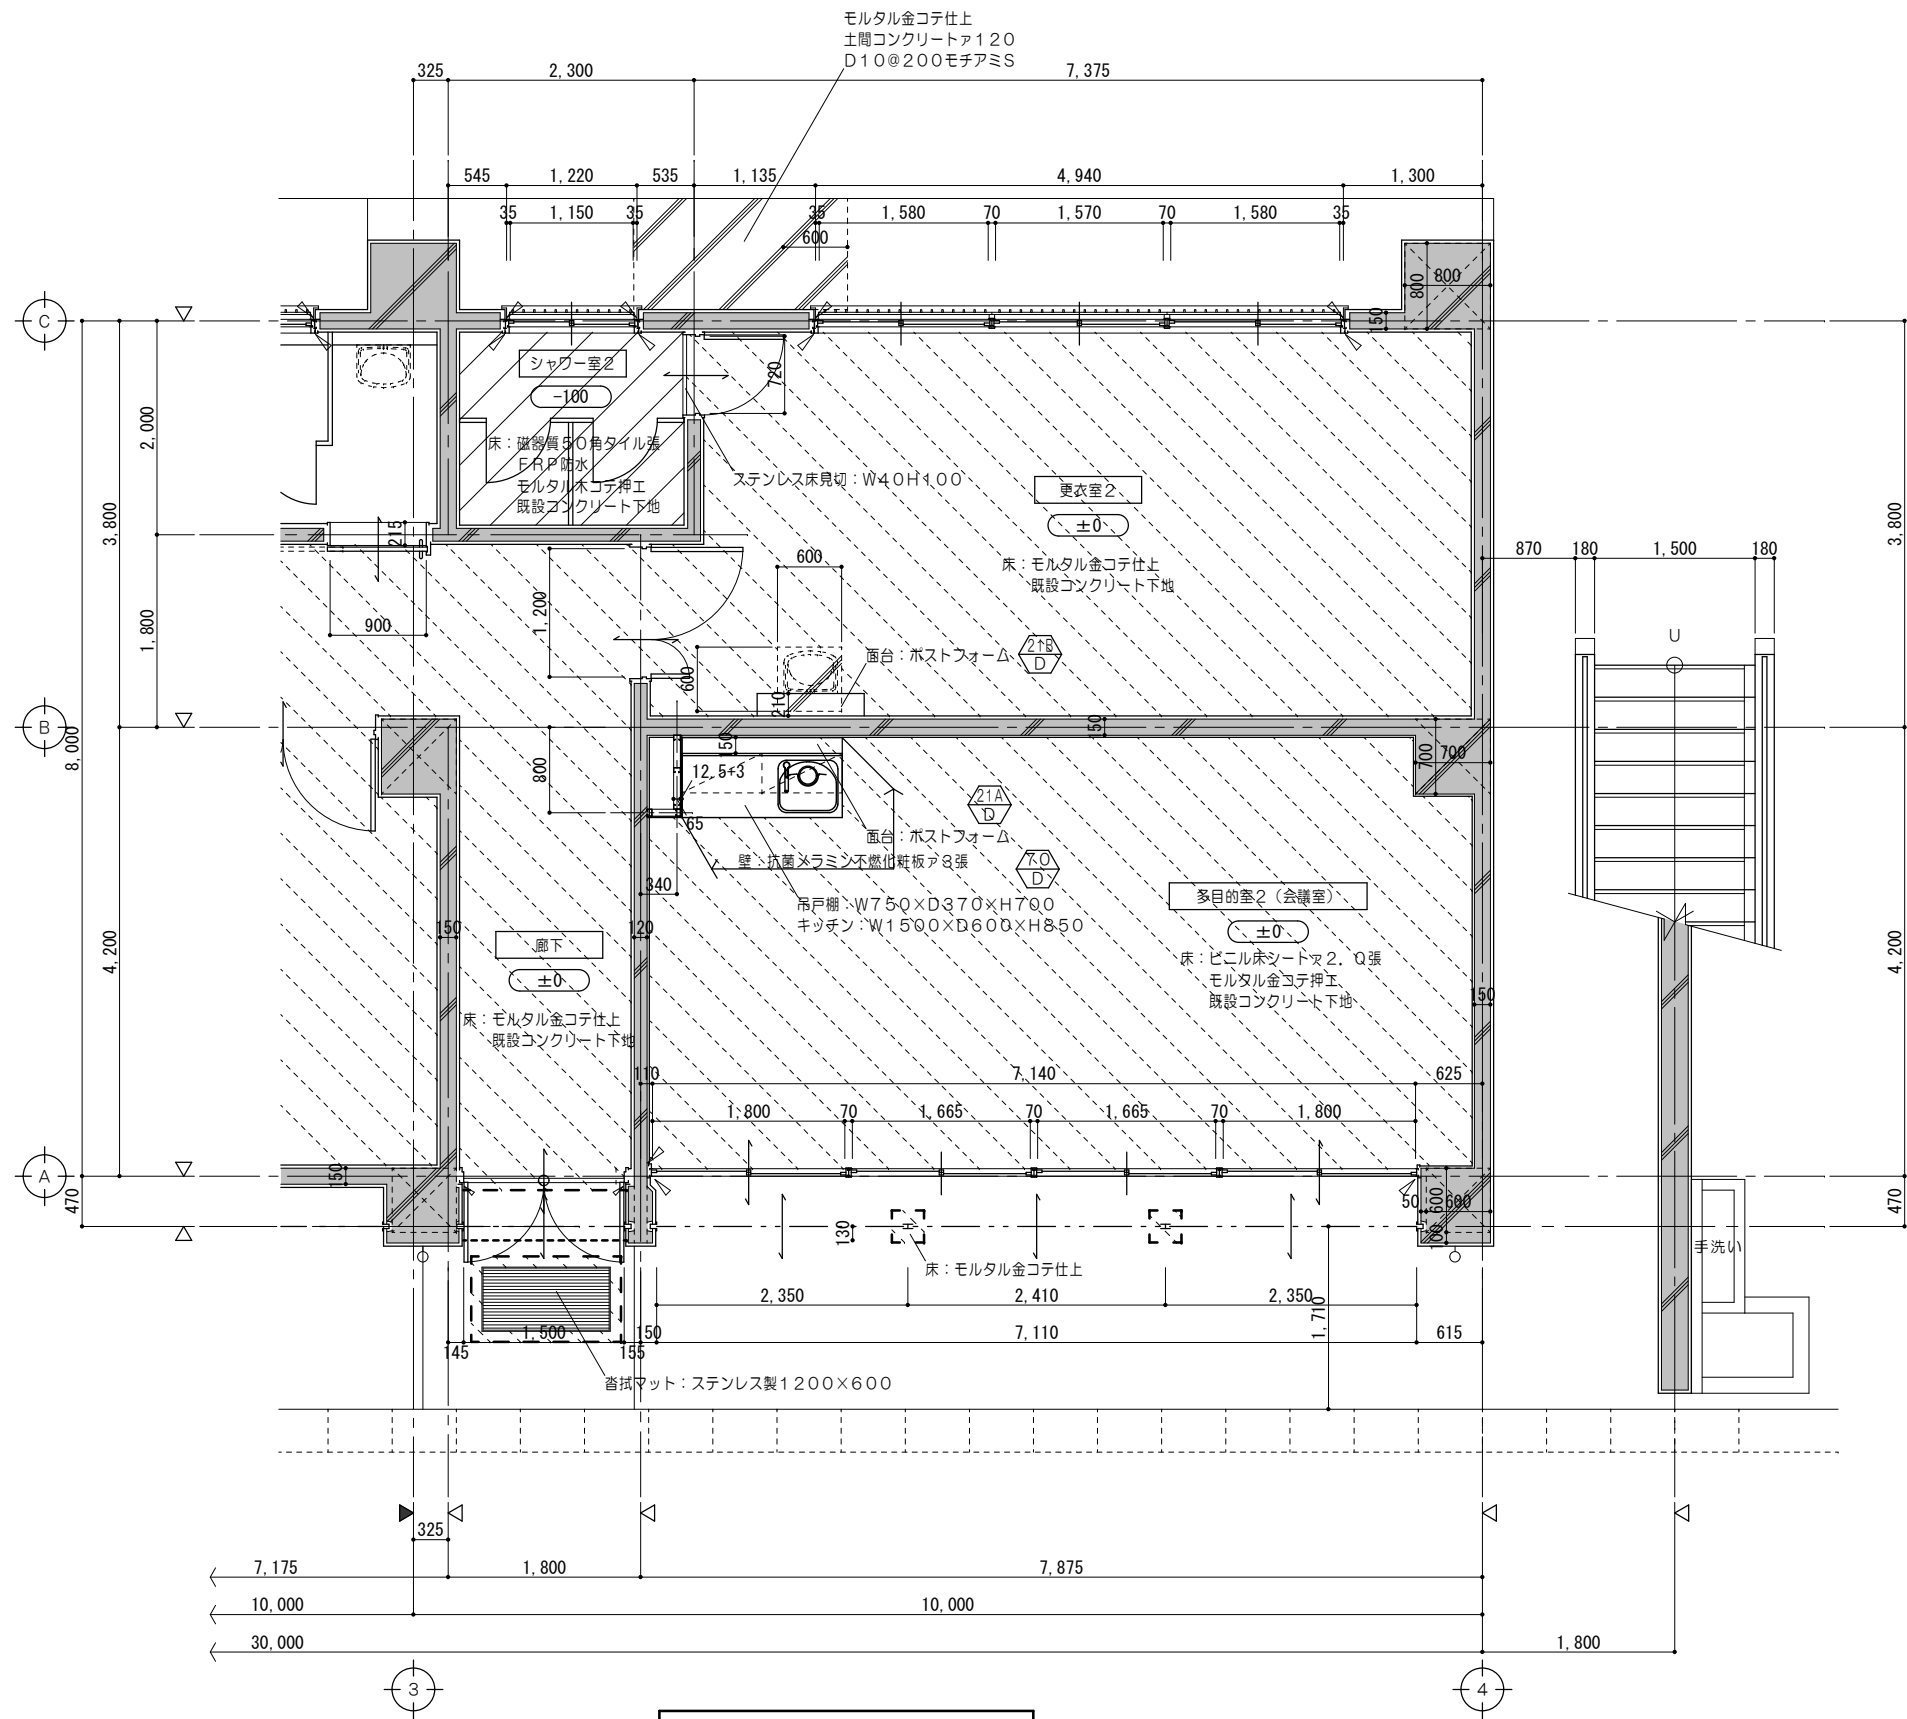 モルタル金コテ仕上
土間コンクリートァ120
D10@200モチアミS
325
2,300
7,375
545
1,220
535
1,135
4,940
1,300
35
1,150
35
35
1,580
70
1,570
70
1,580
35
600
800
800
150
C
シャワー室2
-100
720
床：磁器質50角タイル張
FRP防水
モルタル木コテ押エ
既設コンクリート下地
ステンレス床見切：W40H100
更衣室2
±0
床：モルタル金コテ仕上
既設コンクリート下地
2,000
3,800
1,800
8,000
215
900
1,200
600
600
210
面台：ポストフォーム
21B
D
3,800
870
180
1,500
180
U
B
150
150
700
700
800
12.5+3
65
340
21A
D
面台：ポストフォーム
壁：抗菌メラミン不燃化粧板ァ3張
70
D
吊戸棚：W750×D370×H700
キッチン：W1500×D600×H850
多目的室2（会議室）
±0
床：ビニル床シートァ2．0張
モルタル金コテ押エ
既設コンクリート下地
150
4,200
4,200
150
120
廊下
±0
床：モルタル金コテ仕上
既設コンクリート下地
110
7,140
625
1,800
70
1,665
70
1,665
70
1,800
A
150
470
470
50
600
600
100
130
手洗い
床：モルタル金コテ仕上
2,350
2,410
2,350
1,710
1,500
150
7,110
615
145
155
沓拭マット：ステンレス製1200×600
325
7,175
1,800
7,875
10,000
10,000
30,000
1,800
3
4